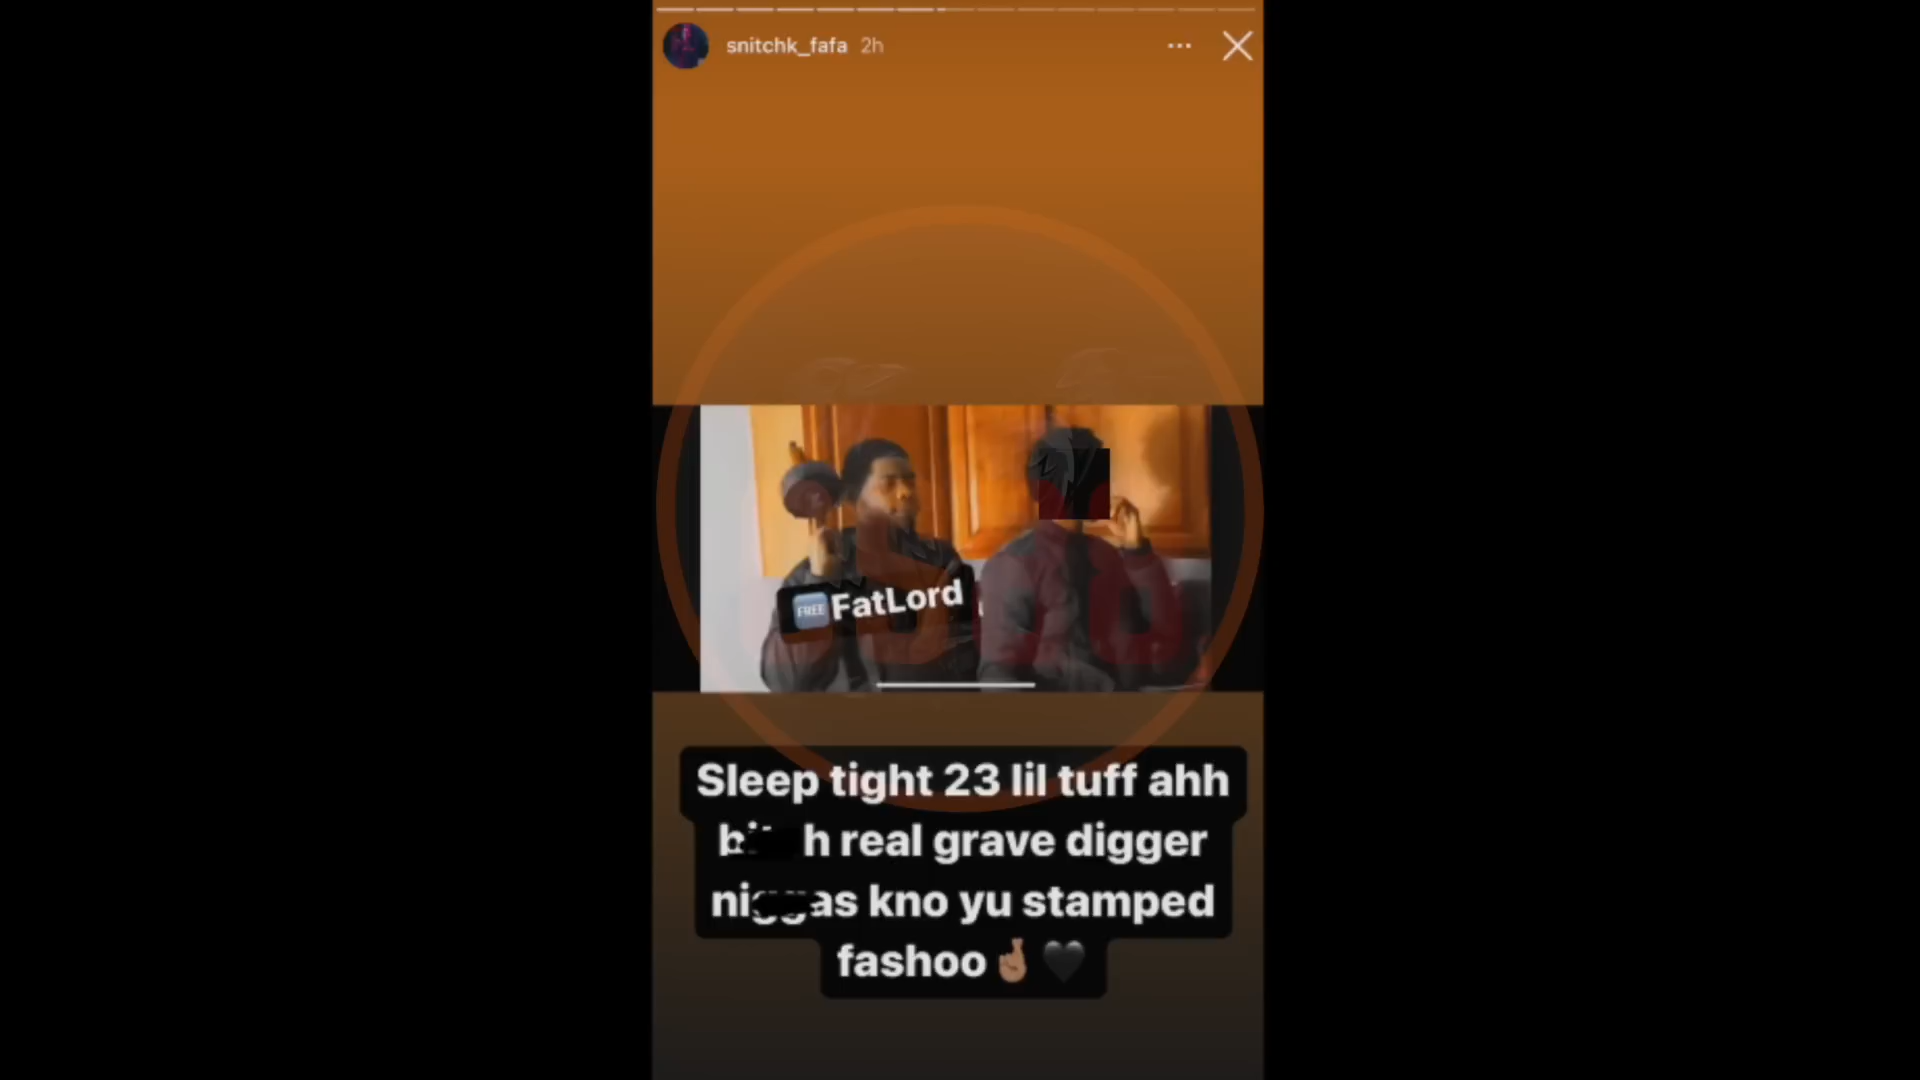 snitchk_fafa 2h
FREE FatLord
Sleep tight 23 lil tuff ahh
h real grave digger
kno yu stamped
fashoo🤞🏽🖤